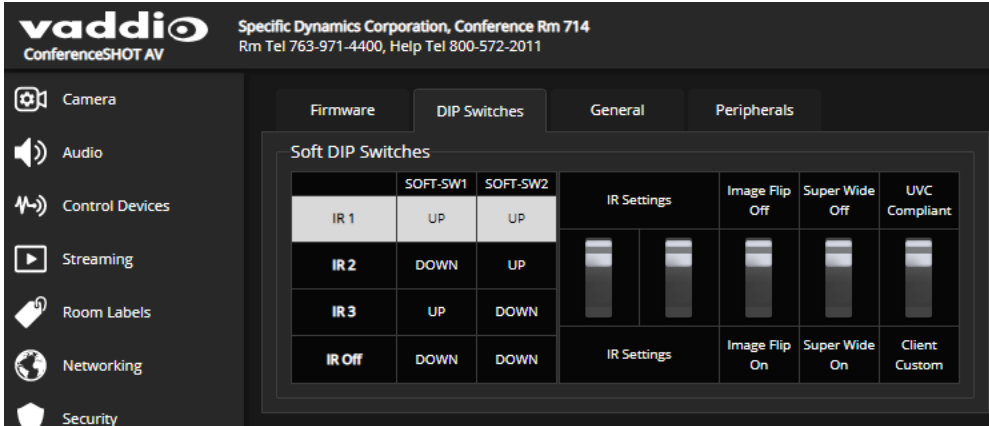 vaddio
ConferenceSHOT AV
Specific Dynamics Corporation, Conference Rm 714
Rm Tel 763-971-4400, Help Tel 800-572-2011
Camera
Audio
Control Devices
Streaming
Room Labels
Networking
Security
Firmware
DIP Switches
General
Peripherals
Soft DIP Switches
SOFT-SW1 SOFT-SW2
IR 1 UP UP
IR 2 DOWN UP
IR 3 UP DOWN
IR Off DOWN DOWN
IR Settings
Image Flip
Off
Super Wide
Off
UVC
Compliant
IR Settings
Image Flip
On
Super Wide
On
Client
Custom